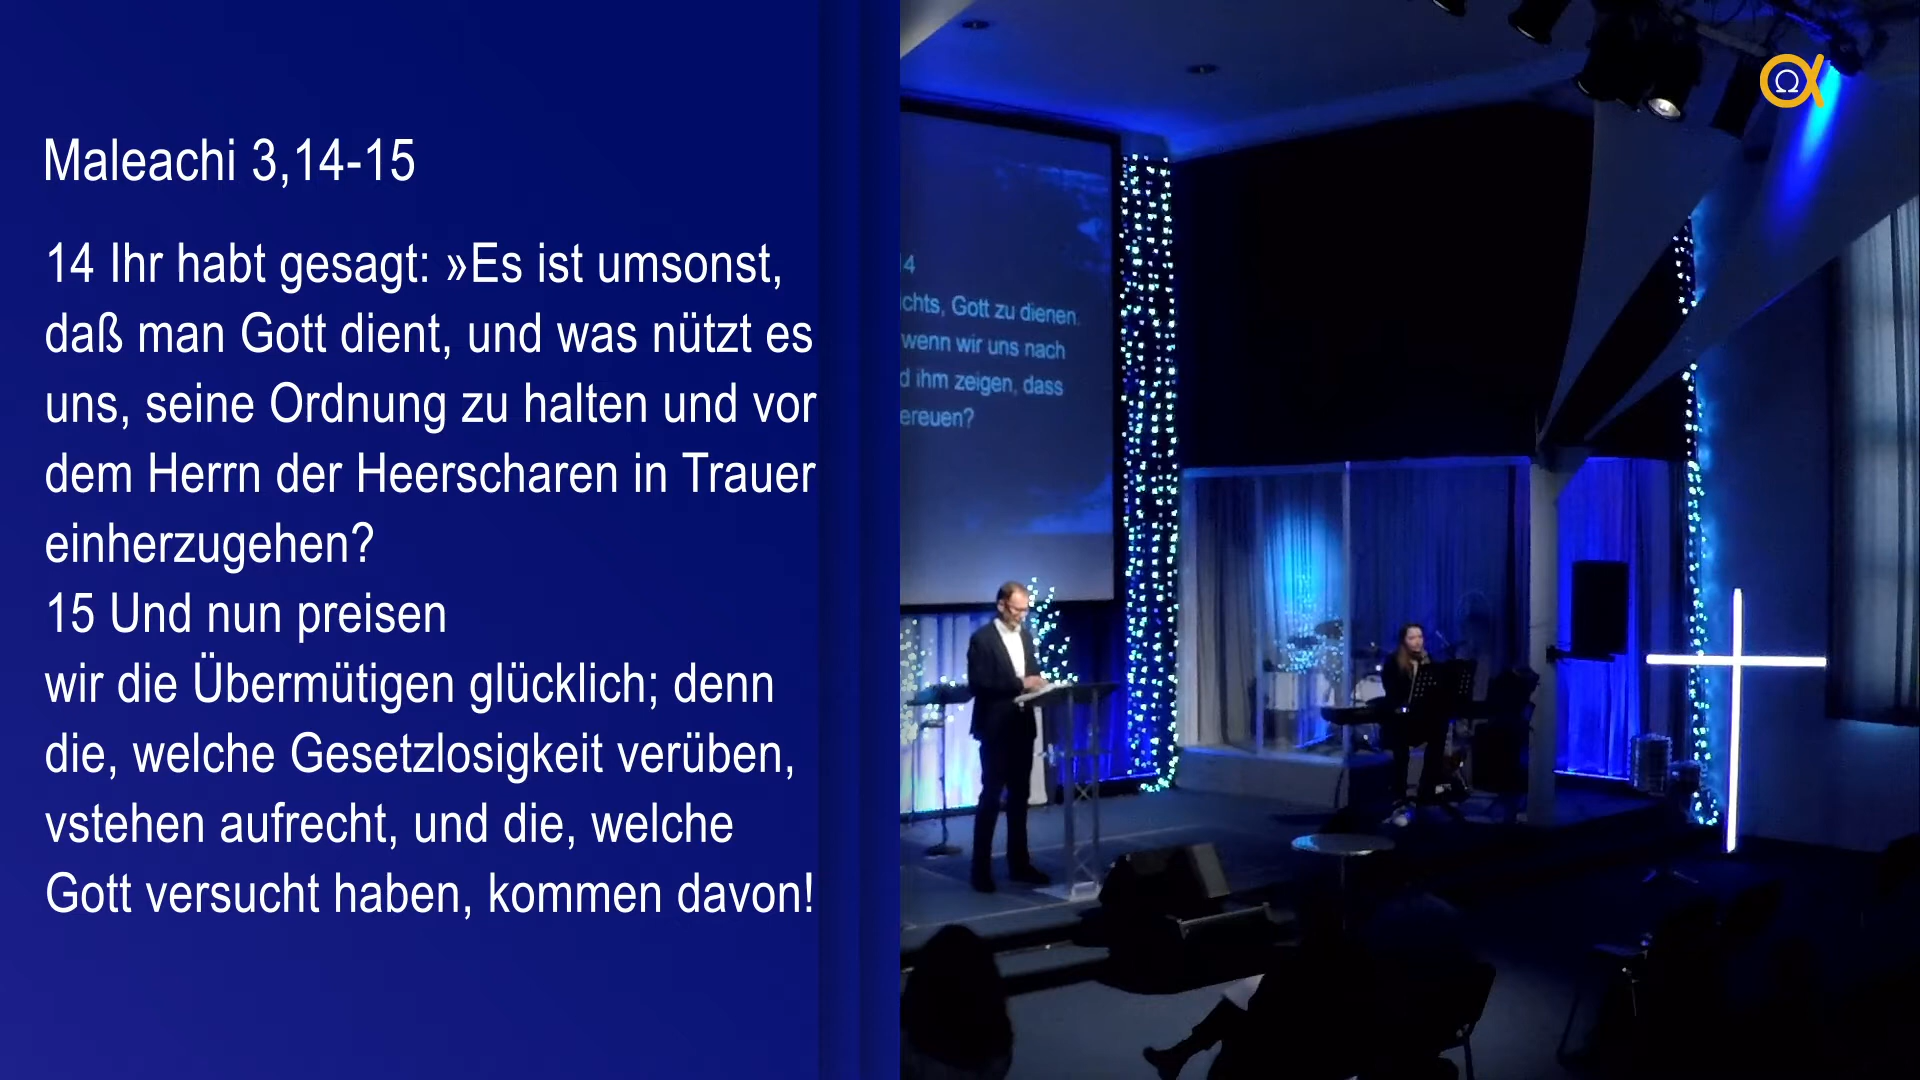 Maleachi 3,14-15
14 Ihr habt gesagt: »Es ist umsonst,
daß man Gott dient, und was nützt es
uns, seine Ordnung zu halten und vor
dem Herrn der Heerscharen in Trauer
einherzugehen?
15 Und nun preisen
wir die Übermütigen glücklich; denn
die, welche Gesetzlosigkeit verüben,
vstehen aufrecht, und die, welche
Gott versucht haben, kommen davon!
Gott zu dienen.
wenn wir uns nach
ihm zeigen, dass
Ω